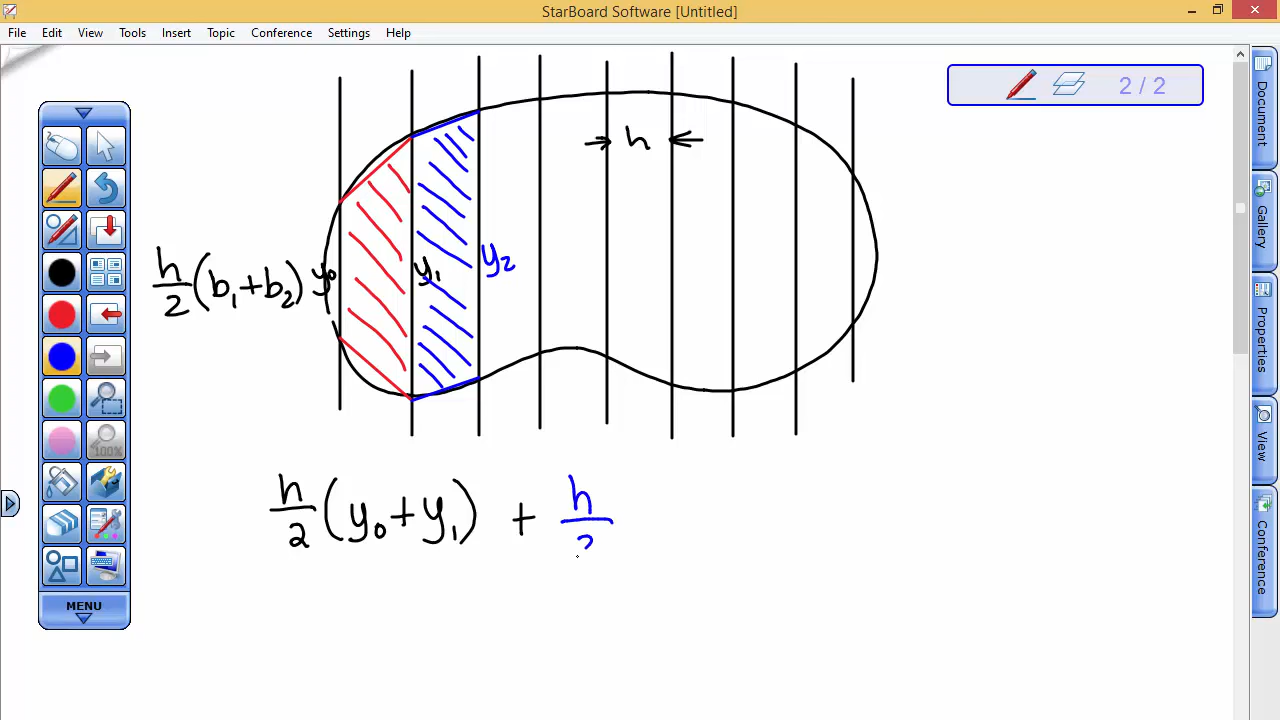 StarBoard Software [Untitled]
File Edit View Tools Insert Topic Conference Settings Help
2 / 2
Document
Gallery
Properties
View
Conference
h
h/2 (b₁+b₂) y₀ y₁ y₂
h/2 (y₀+y₁) + h/2
100%
MENU